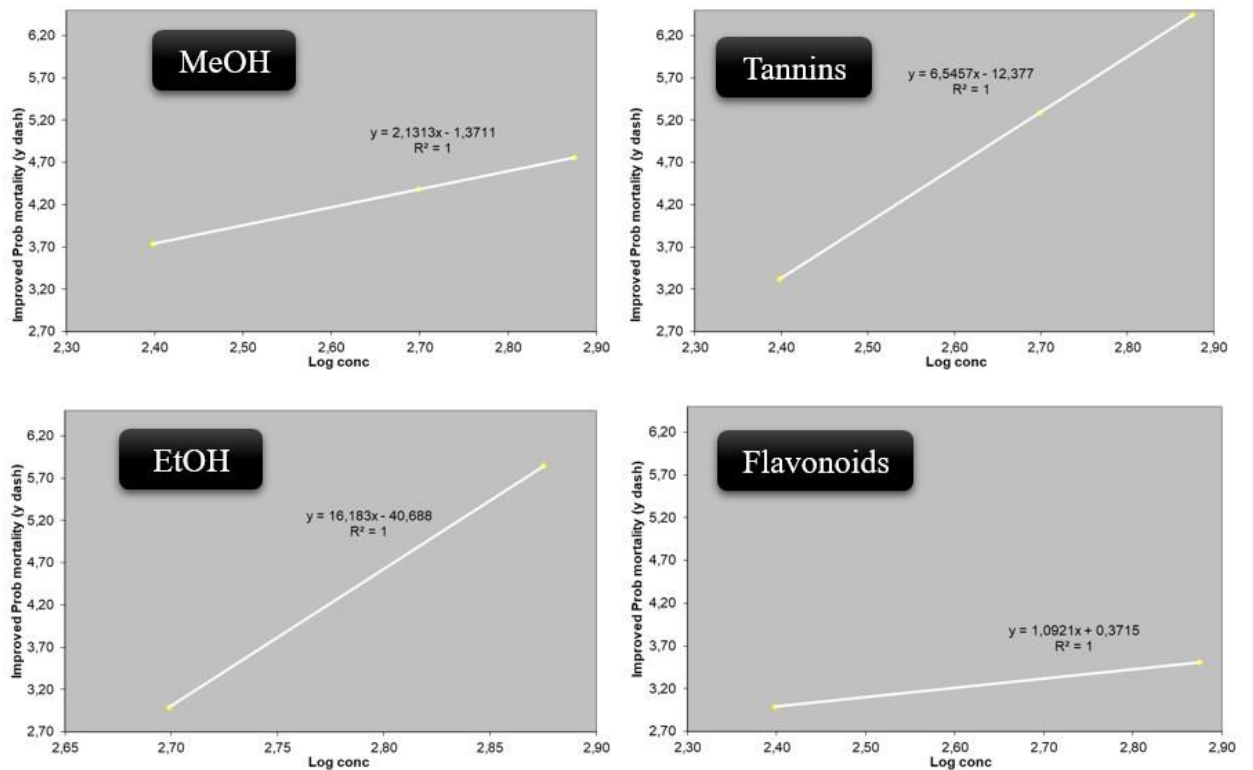 MeOH
y = 2,1313x - 1,3711
R² = 1
Improved Prob mortality (y dash)
6,20
5,70
5,20
4,70
4,20
3,70
3,20
2,70
2,30 2,40 2,50 2,60 2,70 2,80 2,90
Log conc
Tannins
y = 6,5457x - 12,377
R² = 1
Improved Prob mortality (y dash)
6,20
5,70
5,20
4,70
4,20
3,70
3,20
2,70
2,30 2,40 2,50 2,60 2,70 2,80 2,90
Log conc
EtOH
y = 16,183x - 40,688
R² = 1
Improved Prob mortality (y dash)
6,20
5,70
5,20
4,70
4,20
3,70
3,20
2,70
2,65 2,70 2,75 2,80 2,85 2,90
Log conc
Flavonoids
y = 1,0921x + 0,3715
R² = 1
Improved Prob mortality (y dash)
6,20
5,70
5,20
4,70
4,20
3,70
3,20
2,70
2,30 2,40 2,50 2,60 2,70 2,80 2,90
Log conc